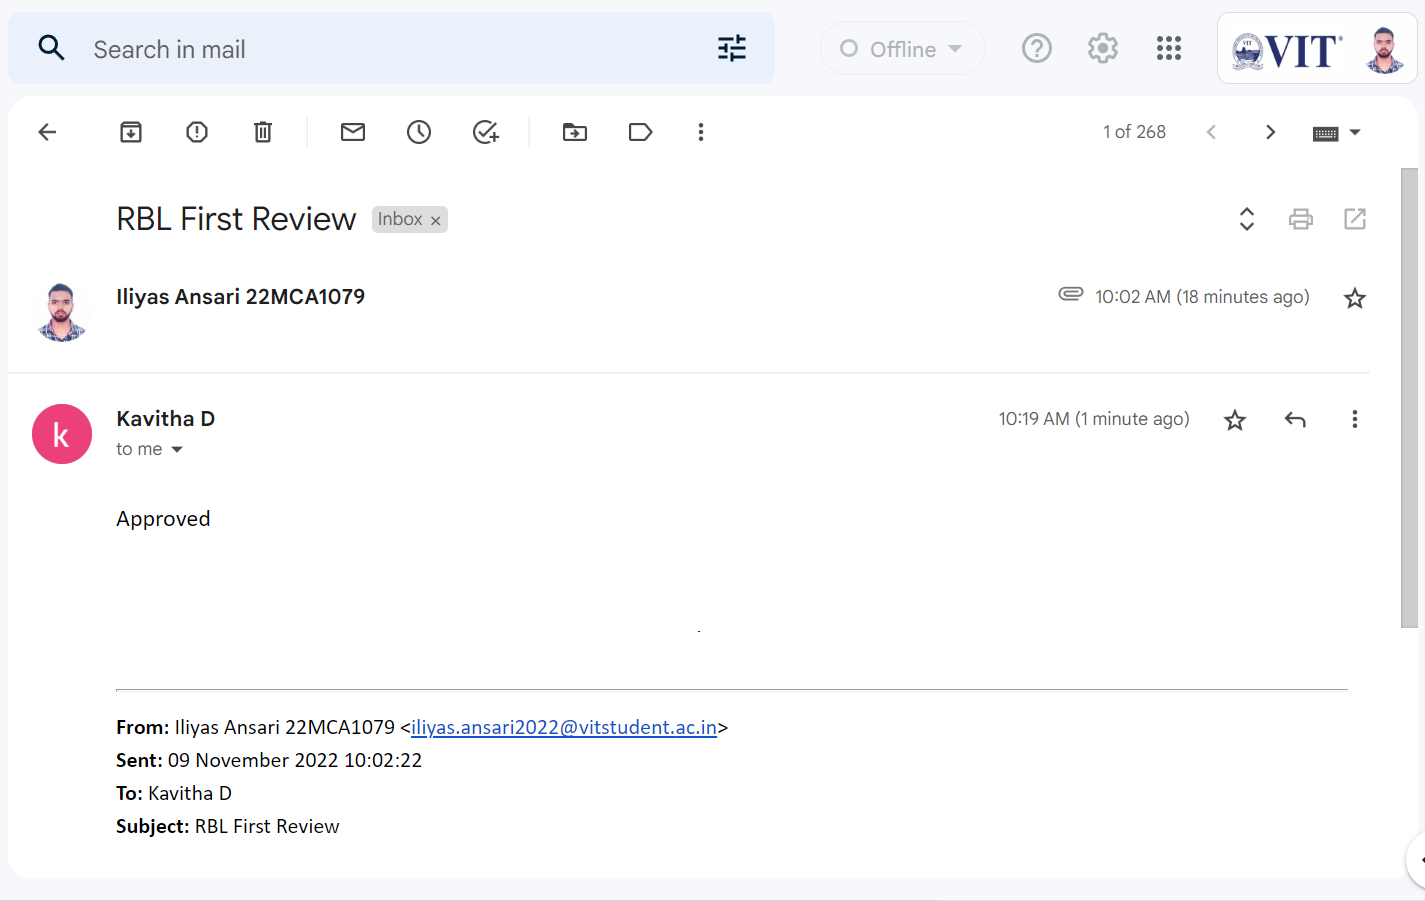 Search in mail
Offline
VIT
1 of 268
RBL First Review
Inbox ×
Iliyas Ansari 22MCA1079
10:02 AM (18 minutes ago)
Kavitha D
10:19 AM (1 minute ago)
k
to me
Approved
.
From: Iliyas Ansari 22MCA1079 <iliyas.ansari2022@vitstudent.ac.in>
Sent: 09 November 2022 10:02:22
To: Kavitha D
Subject: RBL First Review